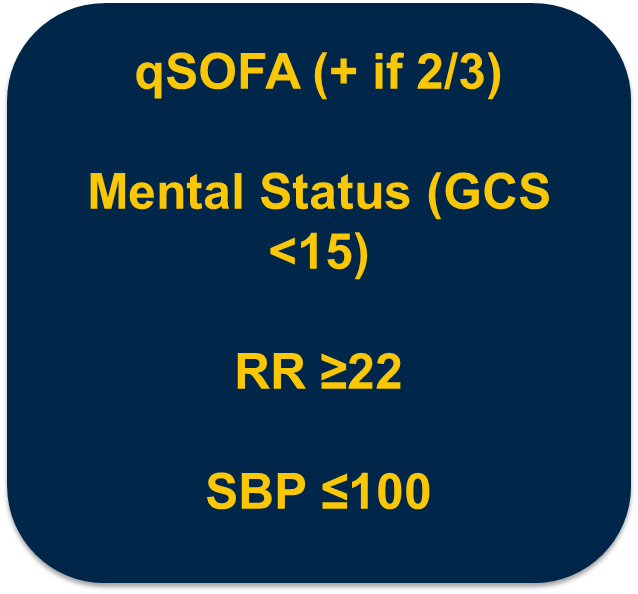 qSOFA (+ if 2/3)
Mental Status (GCS
<15)
RR ≥22
SBP ≤100